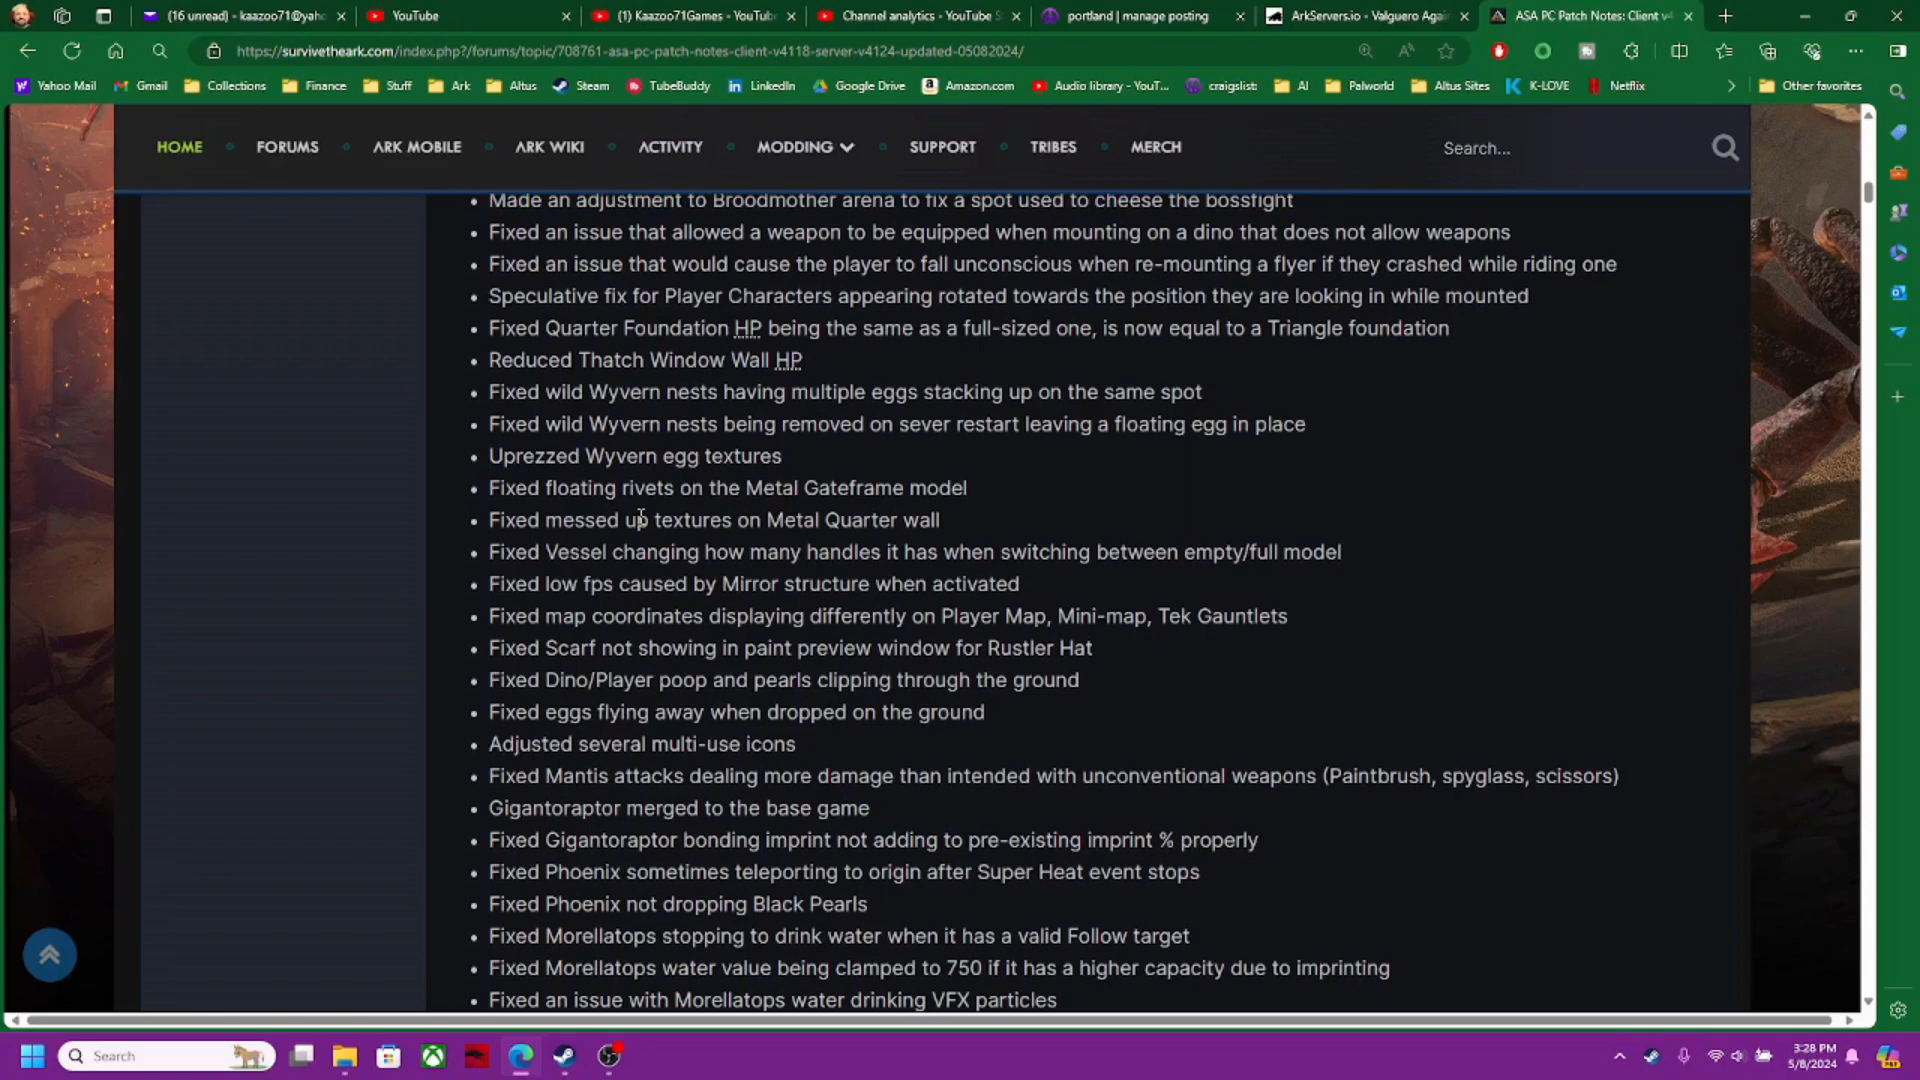 (16 unread) - kaazoo71@yaho
YouTube
(1) Kaazoo71Games - YouTub
Channel analytics - YouTube S
portland | manage posting
ArkServers.io - Valguero Agai
ASA PC Patch Notes: Client v4
https://survivetheark.com/index.php?/forums/topic/708761-asa-pc-patch-notes-client-v4118-server-v4124-updated-05082024/
Yahoo Mail
Gmail
Collections
Finance
Stuff
Ark
Altus
Steam
TubeBuddy
LinkedIn
Google Drive
Amazon.com
Audio library - YouT...
craigslist:
AI
Palworld
Altus Sites
K-LOVE
Netflix
Other favorites
HOME
FORUMS
ARK MOBILE
ARK WIKI
ACTIVITY
MODDING
SUPPORT
TRIBES
MERCH
Search...
• Made an adjustment to Broodmother arena to fix a spot used to cheese the bossfight
• Fixed an issue that allowed a weapon to be equipped when mounting on a dino that does not allow weapons
• Fixed an issue that would cause the player to fall unconscious when re-mounting a flyer if they crashed while riding one
• Speculative fix for Player Characters appearing rotated towards the position they are looking in while mounted
• Fixed Quarter Foundation HP being the same as a full-sized one, is now equal to a Triangle foundation
• Reduced Thatch Window Wall HP
• Fixed wild Wyvern nests having multiple eggs stacking up on the same spot
• Fixed wild Wyvern nests being removed on sever restart leaving a floating egg in place
• Uprezzed Wyvern egg textures
• Fixed floating rivets on the Metal Gateframe model
• Fixed messed up textures on Metal Quarter wall
• Fixed Vessel changing how many handles it has when switching between empty/full model
• Fixed low fps caused by Mirror structure when activated
• Fixed map coordinates displaying differently on Player Map, Mini-map, Tek Gauntlets
• Fixed Scarf not showing in paint preview window for Rustler Hat
• Fixed Dino/Player poop and pearls clipping through the ground
• Fixed eggs flying away when dropped on the ground
• Adjusted several multi-use icons
• Fixed Mantis attacks dealing more damage than intended with unconventional weapons (Paintbrush, spyglass, scissors)
• Gigantoraptor merged to the base game
• Fixed Gigantoraptor bonding imprint not adding to pre-existing imprint % properly
• Fixed Phoenix sometimes teleporting to origin after Super Heat event stops
• Fixed Phoenix not dropping Black Pearls
• Fixed Morellatops stopping to drink water when it has a valid Follow target
• Fixed Morellatops water value being clamped to 750 if it has a higher capacity due to imprinting
• Fixed an issue with Morellatops water drinking VFX particles
Search
3:28 PM
5/8/2024